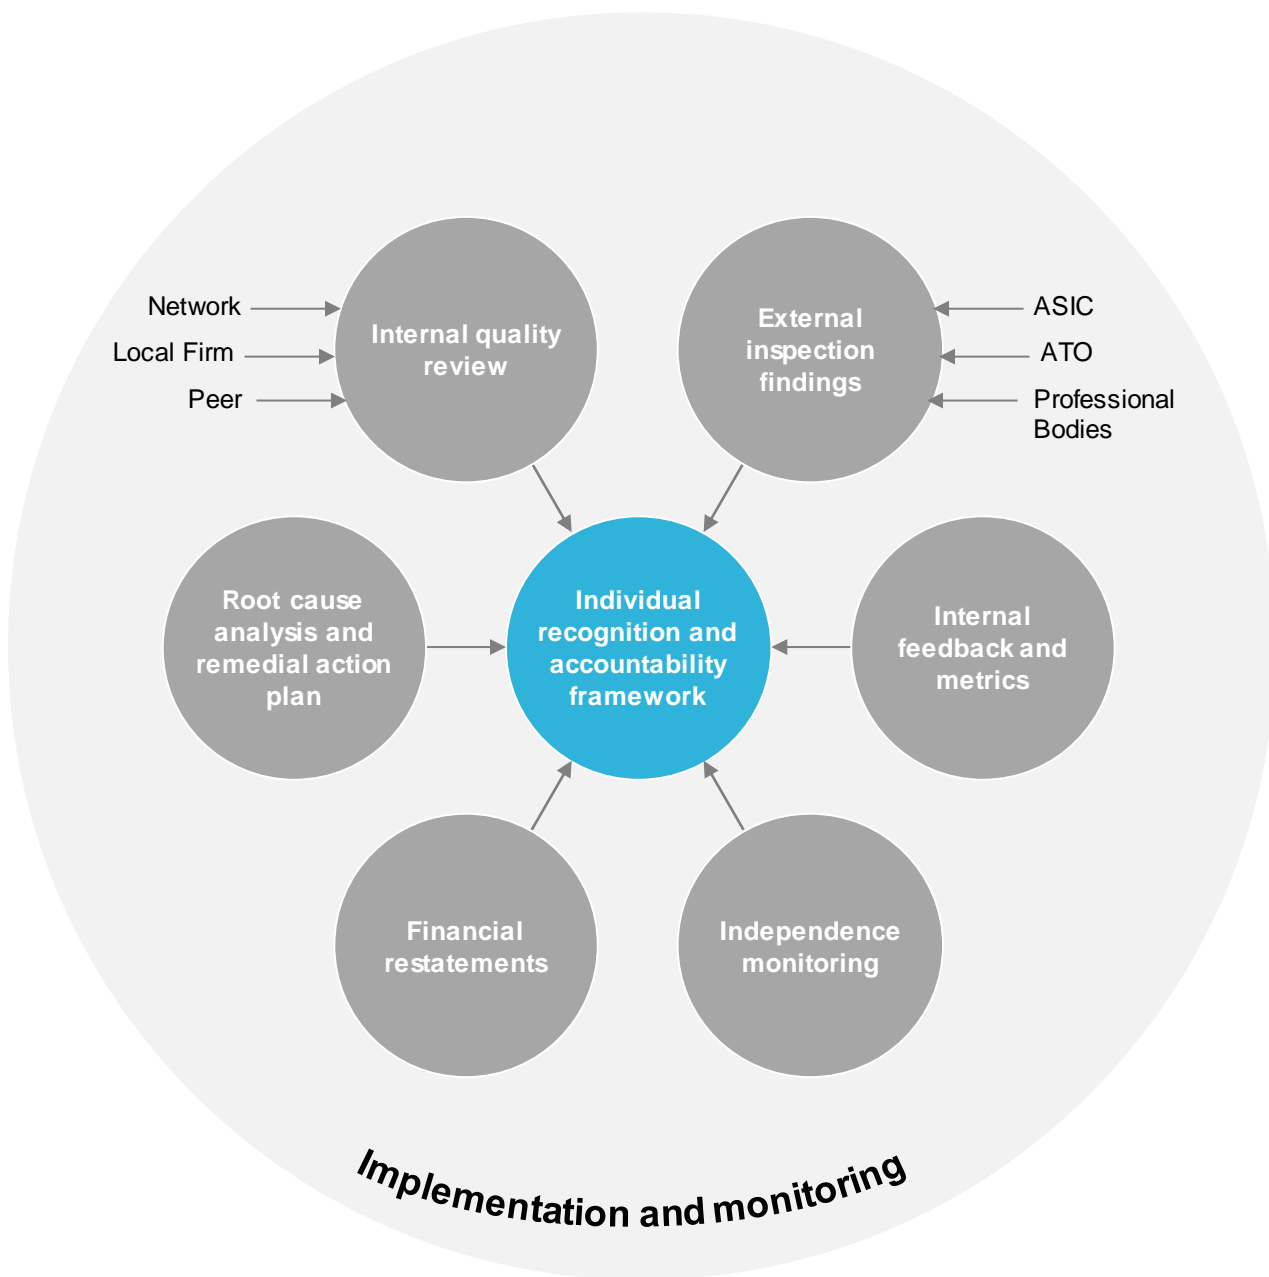 Internal quality
review
External
inspection
findings
Network
Local Firm
Peer
ASIC
ATO
Professional
Bodies
Root cause
analysis and
remedial action
plan
Individual
recognition and
accountability
framework
Internal
feedback and
metrics
Financial
restatements
Independence
monitoring
Implementation and monitoring